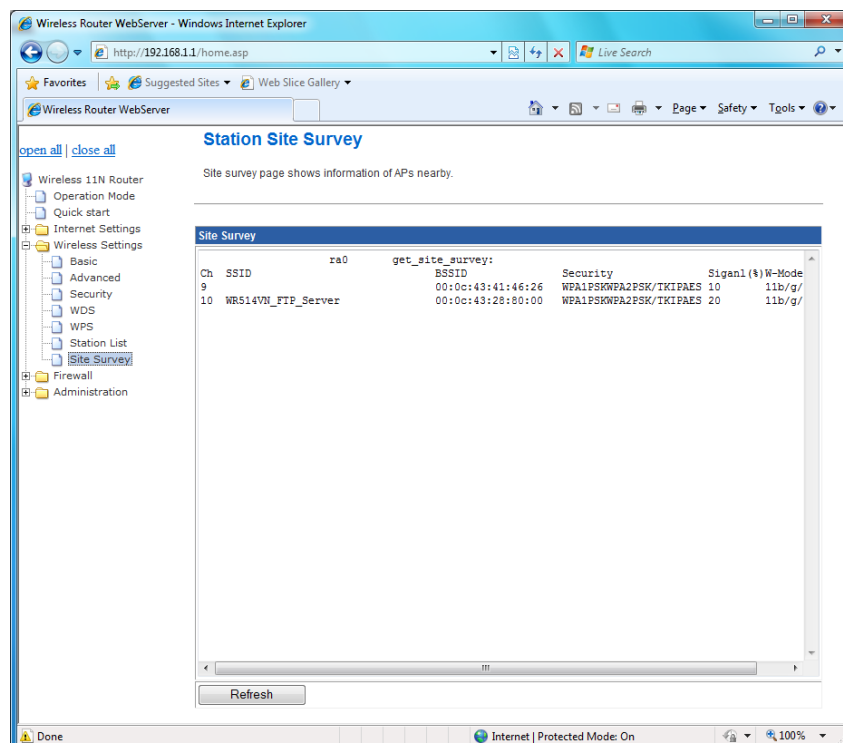 Wireless Router WebServer - Windows Internet Explorer
http://192.168.1.1/home.asp
Live Search
Favorites
Suggested Sites
Web Slice Gallery
Wireless Router WebServer
Page
Safety
Tools
open all | close all
Wireless 11N Router
Operation Mode
Quick start
Internet Settings
Wireless Settings
Basic
Advanced
Security
WDS
WPS
Station List
Site Survey
Firewall
Administration
Station Site Survey
Site survey page shows information of APs nearby.
Site Survey
ra0 get_site_survey:
Ch SSID BSSID Security Siganl(%)W-Mode
9 00:0c:43:41:46:26 WPA1PSKWPA2PSK/TKIPAES 10 11b/g/
10 WR514VN_FTP_Server 00:0c:43:28:80:00 WPA1PSKWPA2PSK/TKIPAES 20 11b/g/
Refresh
Done
Internet | Protected Mode: On
100%